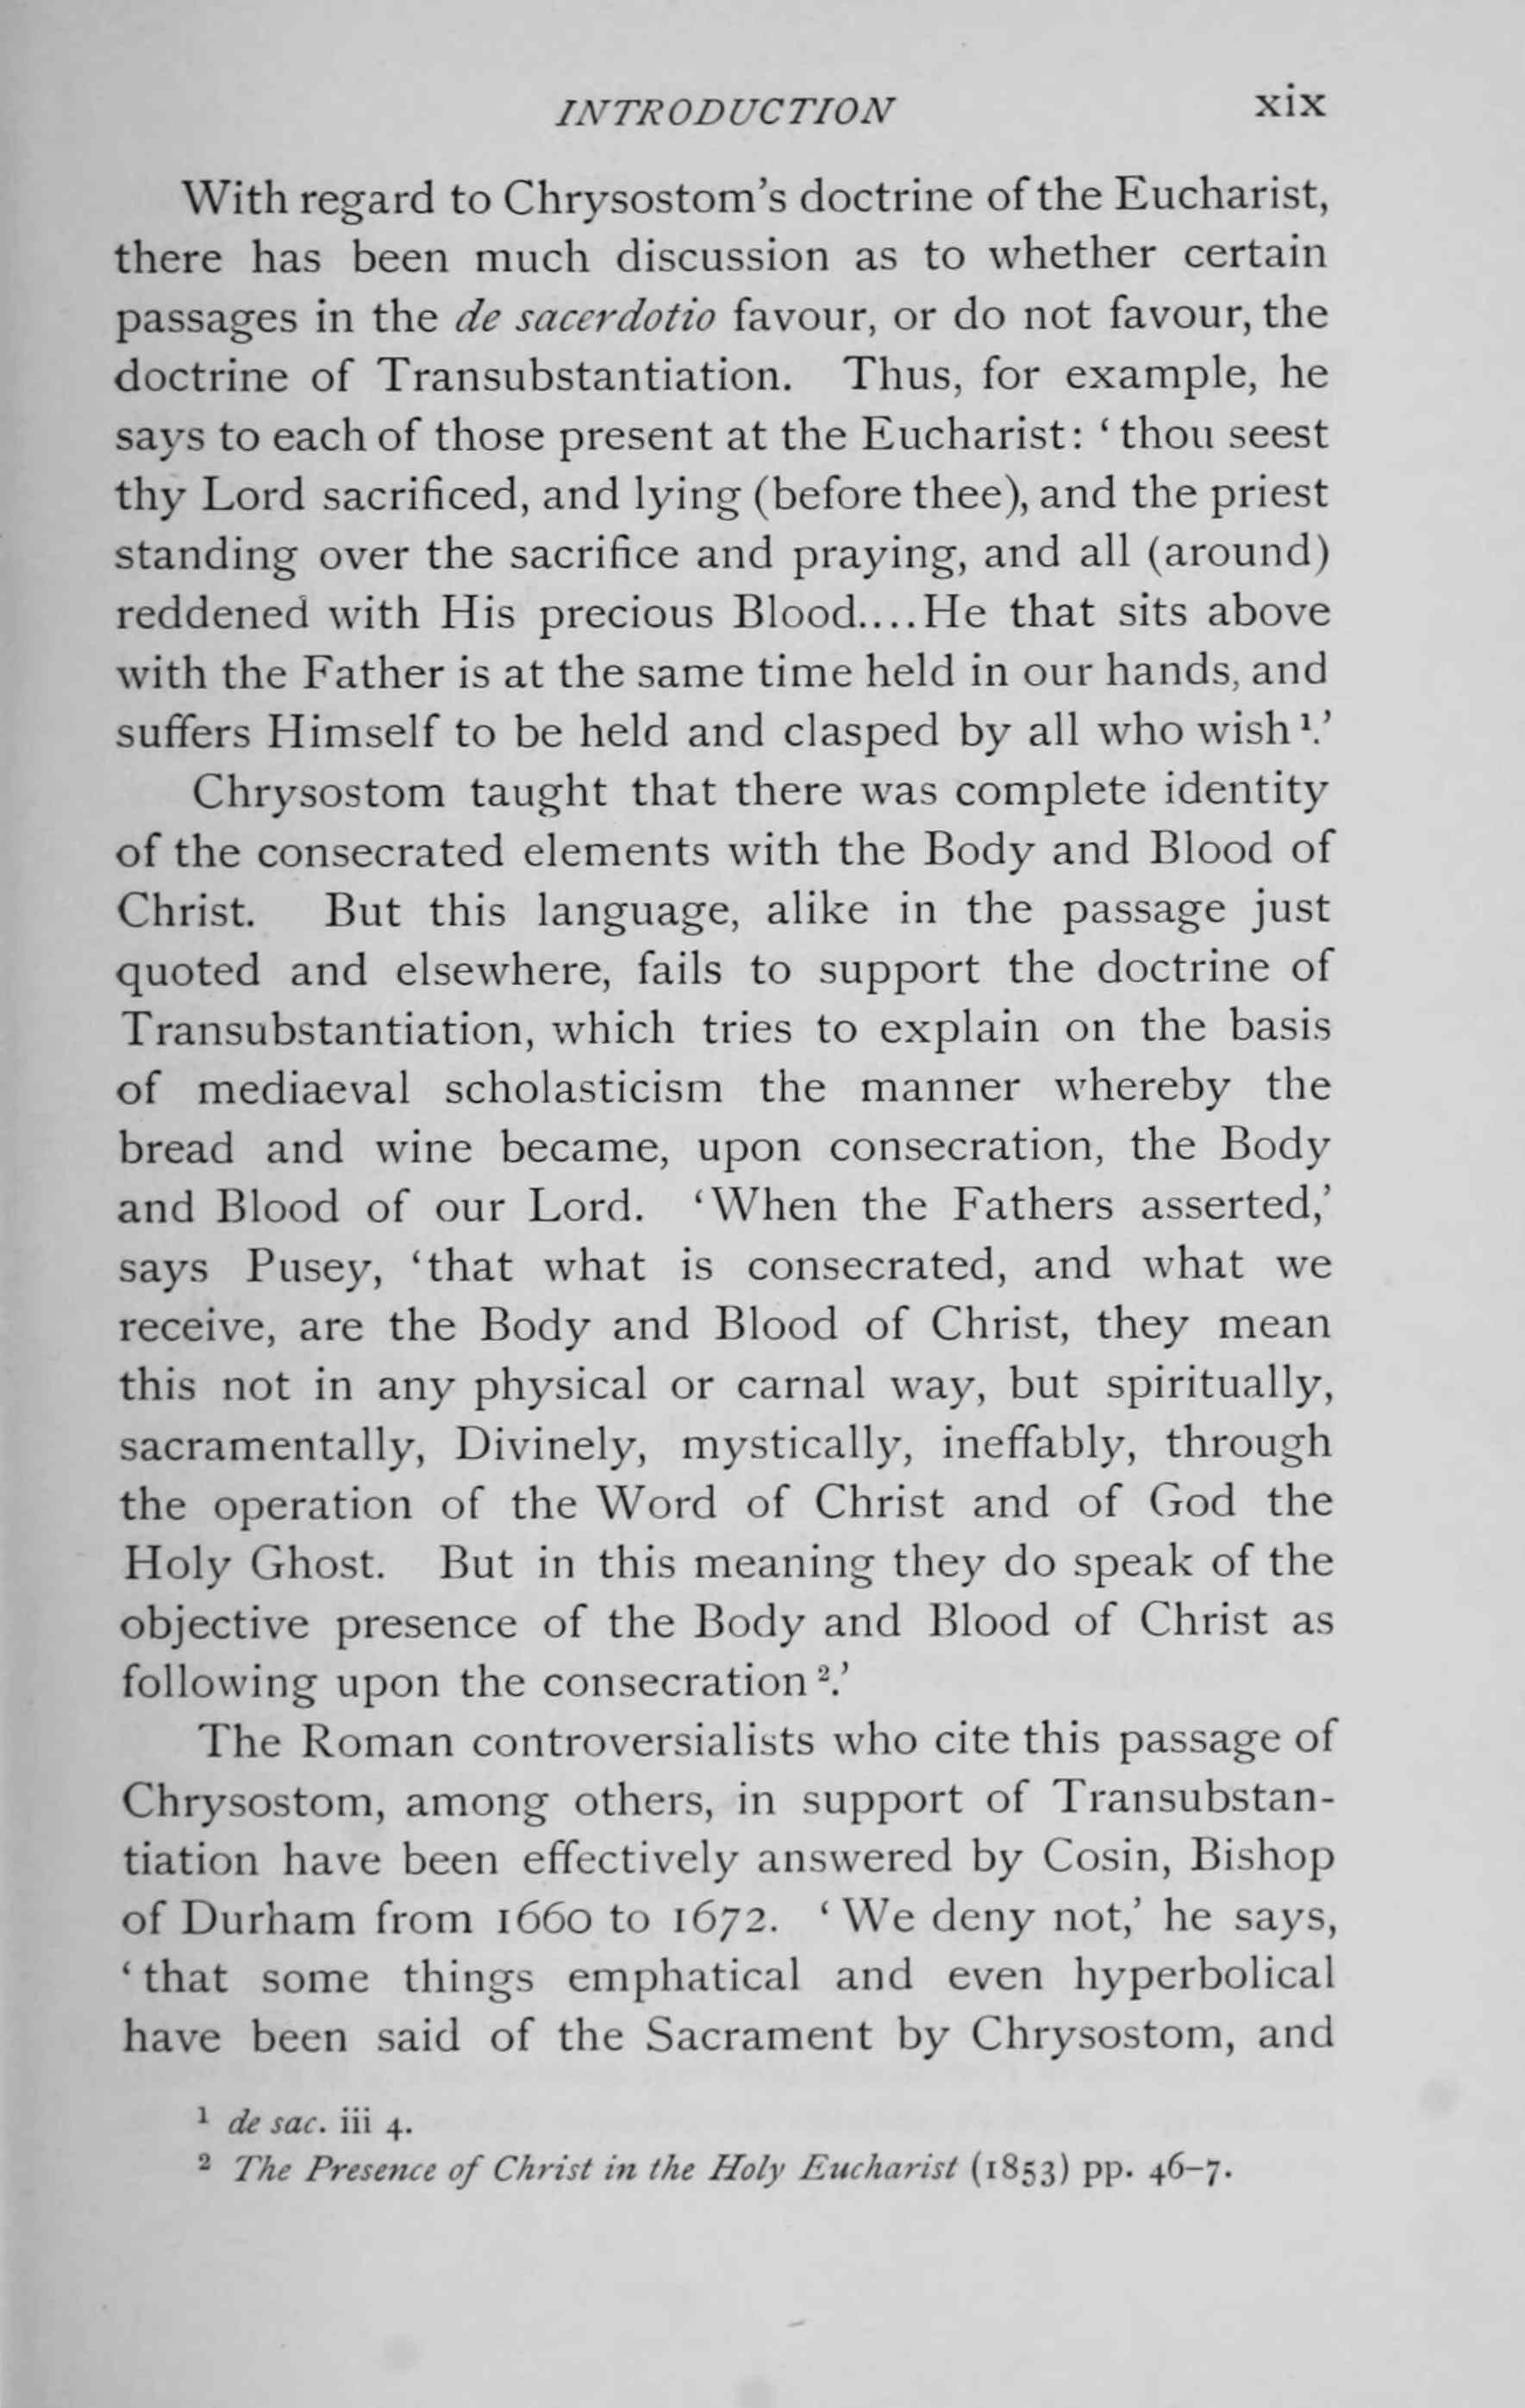 INTRODUCTION xix
With regard to Chrysostom's doctrine of the Eucharist,
there has been much discussion as to whether certain
passages in the de sacerdotio favour, or do not favour, the
doctrine of Transubstantiation. Thus, for example, he
says to each of those present at the Eucharist: ‘thou seest
thy Lord sacrificed, and lying (before thee), and the priest
standing over the sacrifice and praying, and all (around)
reddened with His precious Blood....He that sits above
with the Father is at the same time held in our hands, and
suffers Himself to be held and clasped by all who wish¹.’
Chrysostom taught that there was complete identity
of the consecrated elements with the Body and Blood of
Christ. But this language, alike in the passage just
quoted and elsewhere, fails to support the doctrine of
Transubstantiation, which tries to explain on the basis
of mediaeval scholasticism the manner whereby the
bread and wine became, upon consecration, the Body
and Blood of our Lord. ‘When the Fathers asserted,’
says Pusey, ‘that what is consecrated, and what we
receive, are the Body and Blood of Christ, they mean
this not in any physical or carnal way, but spiritually,
sacramentally, Divinely, mystically, ineffably, through
the operation of the Word of Christ and of God the
Holy Ghost. But in this meaning they do speak of the
objective presence of the Body and Blood of Christ as
following upon the consecration².’
The Roman controversialists who cite this passage of
Chrysostom, among others, in support of Transubstan-
tiation have been effectively answered by Cosin, Bishop
of Durham from 1660 to 1672. ‘We deny not,’ he says,
‘that some things emphatical and even hyperbolical
have been said of the Sacrament by Chrysostom, and
¹ de sac. iii 4.
² The Presence of Christ in the Holy Eucharist (1853) pp. 46–7.